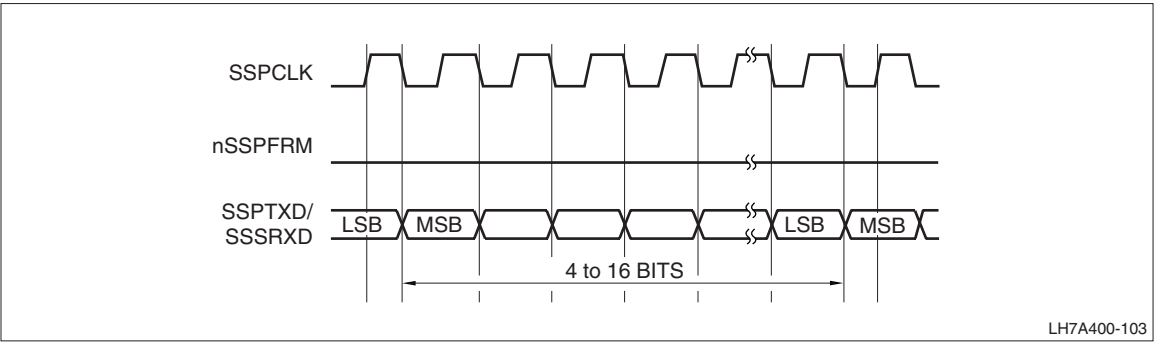 SSPCLK
nSSPFRM
SSPTXD/
SSSRXD
LSB MSB LSB MSB
4 to 16 BITS
LH7A400-103